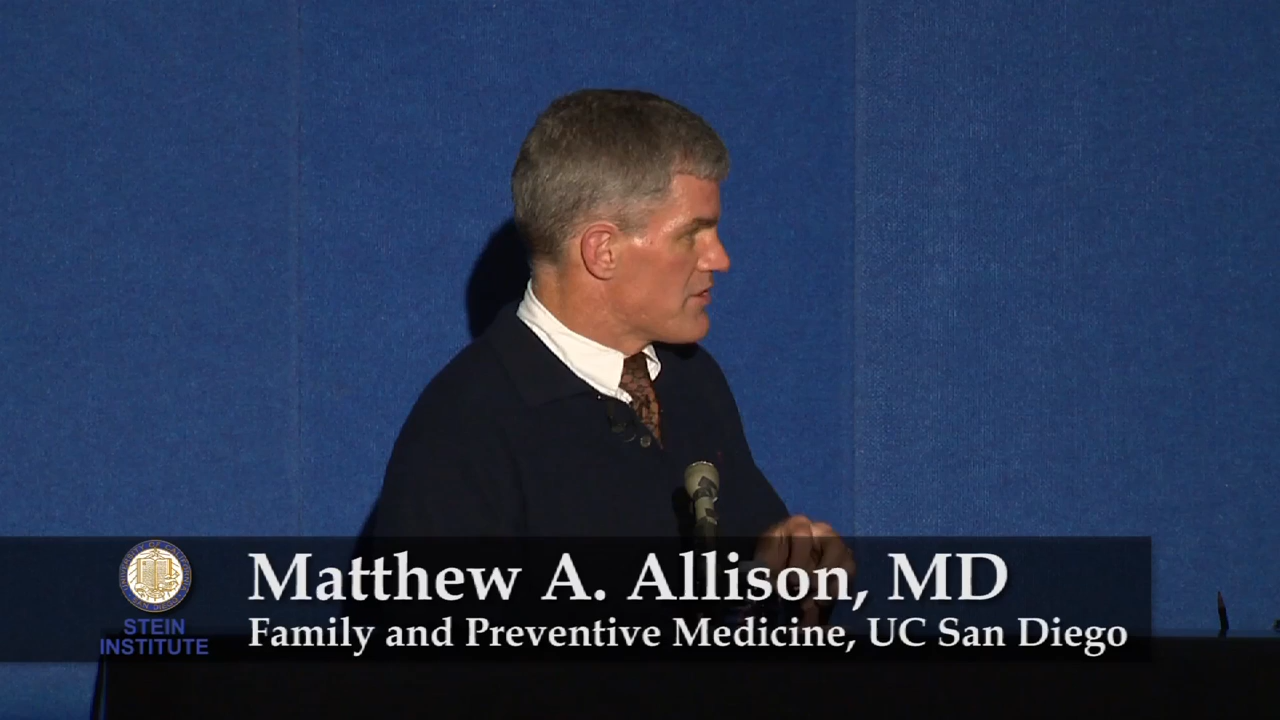 Matthew A. Allison, MD
Family and Preventive Medicine, UC San Diego
STEIN
INSTITUTE